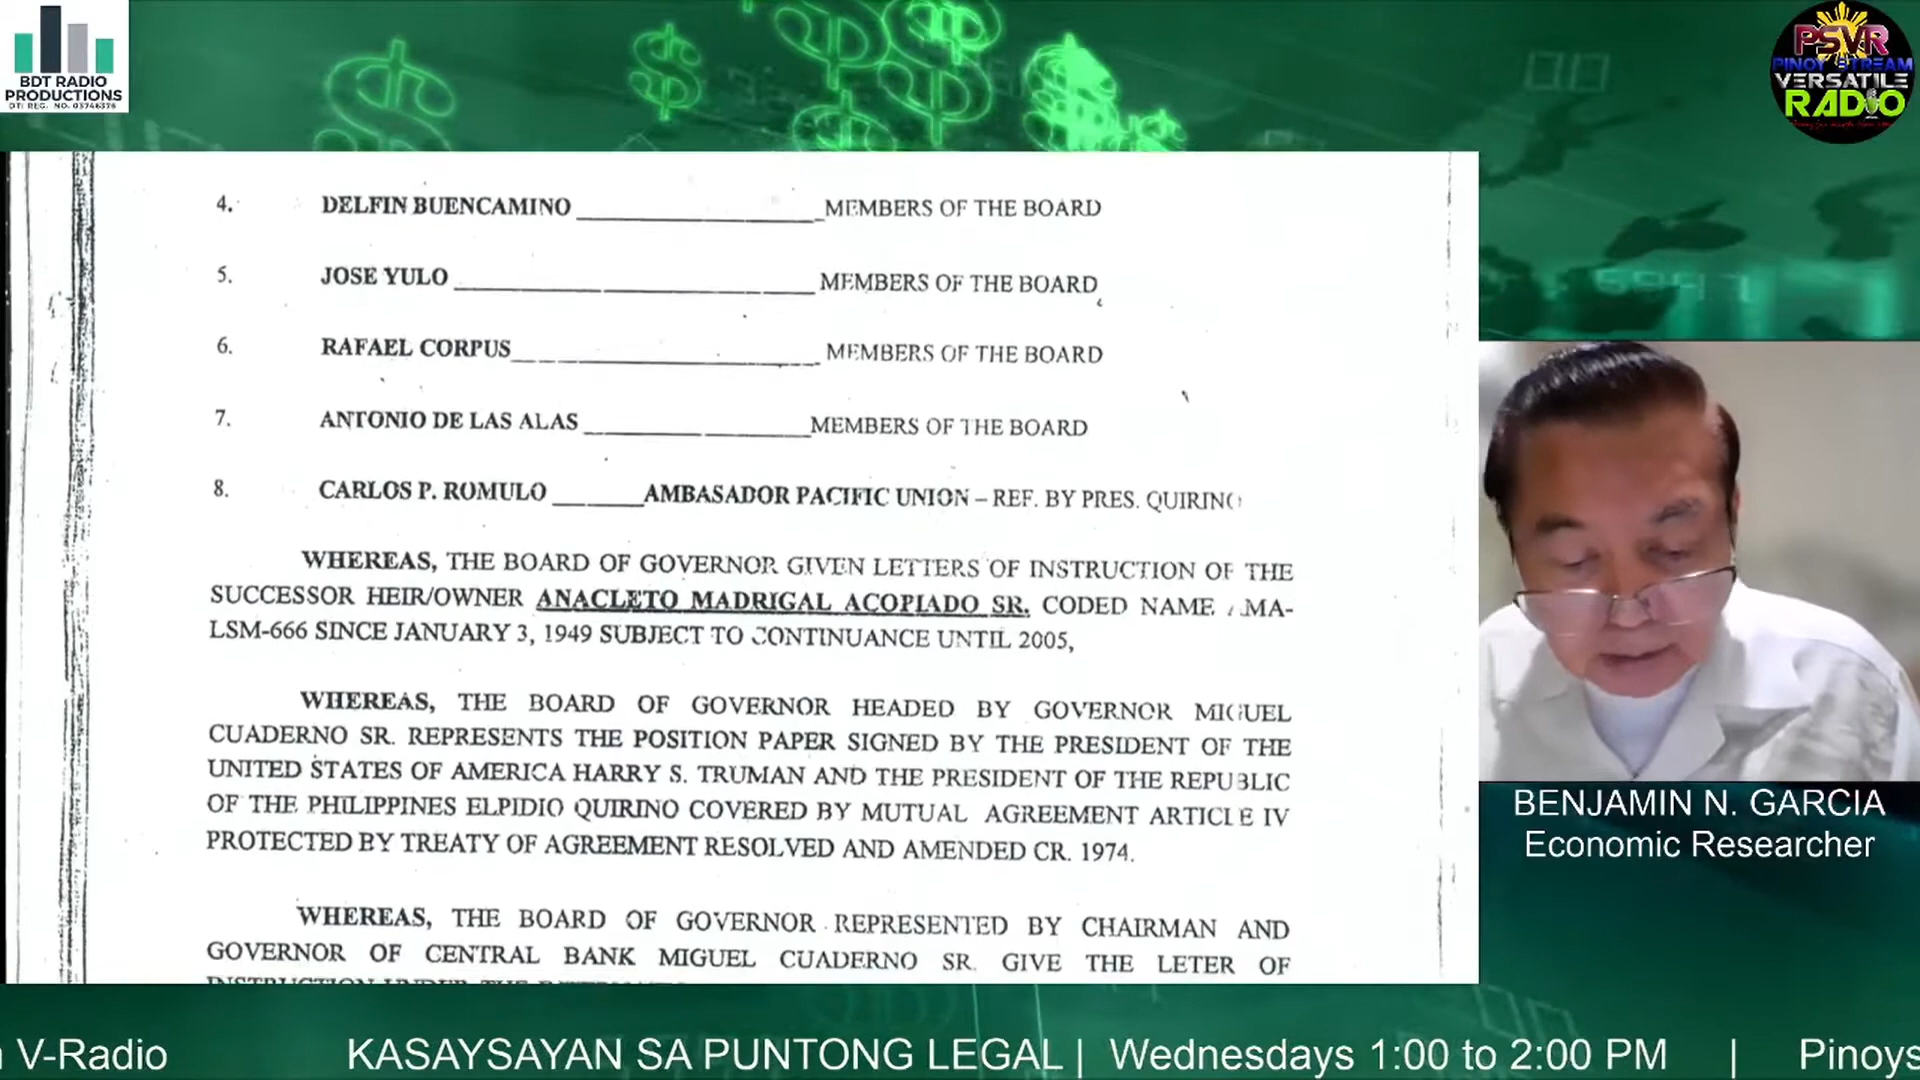 BDT RADIO
PRODUCTIONS
DTI REG. NO. 03746376
PSVR
PINOY STREAM
VERSATILE
RADIO
4. DELFIN BUENCAMINO MEMBERS OF THE BOARD
5. JOSE YULO MEMBERS OF THE BOARD
6. RAFAEL CORPUS MEMBERS OF THE BOARD
7. ANTONIO DE LAS ALAS MEMBERS OF THE BOARD
8. CARLOS P. ROMULO AMBASADOR PACIFIC UNION – REF. BY PRES. QUIRINO
WHEREAS, THE BOARD OF GOVERNOR GIVEN LETTERS OF INSTRUCTION OF THE
SUCCESSOR HEIR/OWNER ANACLETO MADRIGAL ACOPIADO SR. CODED NAME AMA-
LSM-666 SINCE JANUARY 3, 1949 SUBJECT TO CONTINUANCE UNTIL 2005,
WHEREAS, THE BOARD OF GOVERNOR HEADED BY GOVERNOR MIGUEL
CUADERNO SR. REPRESENTS THE POSITION PAPER SIGNED BY THE PRESIDENT OF THE
UNITED STATES OF AMERICA HARRY S. TRUMAN AND THE PRESIDENT OF THE REPUBLIC
OF THE PHILIPPINES ELPIDIO QUIRINO COVERED BY MUTUAL AGREEMENT ARTICLE IV
PROTECTED BY TREATY OF AGREEMENT RESOLVED AND AMENDED CR. 1974.
WHEREAS, THE BOARD OF GOVERNOR REPRESENTED BY CHAIRMAN AND
GOVERNOR OF CENTRAL BANK MIGUEL CUADERNO SR. GIVE THE LETER OF
BENJAMIN N. GARCIA
Economic Researcher
V-Radio KASAYSAYAN SA PUNTONG LEGAL | Wednesdays 1:00 to 2:00 PM | Pinoys